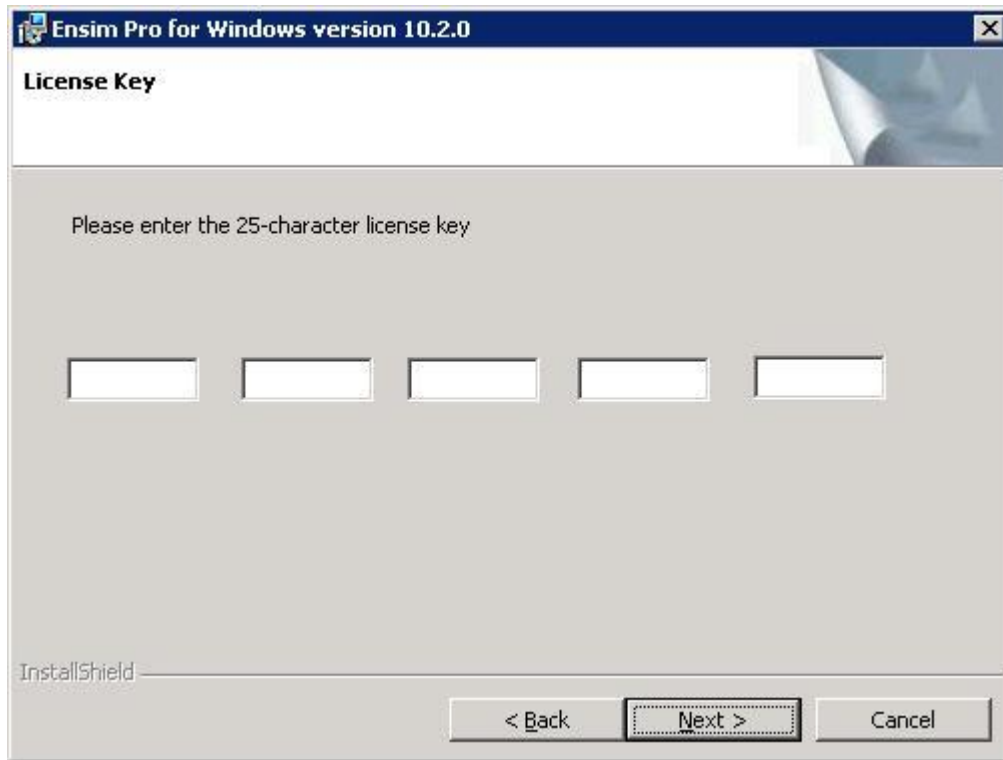 Ensim Pro for Windows version 10.2.0
License Key
Please enter the 25-character license key
InstallShield
< Back Next > Cancel